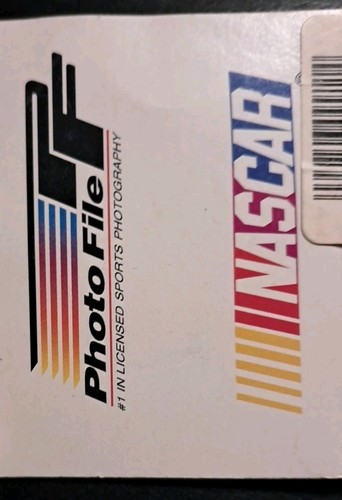 Photo File
#1 IN LICENSED SPORTS PHOTOGRAPHY
NASCAR